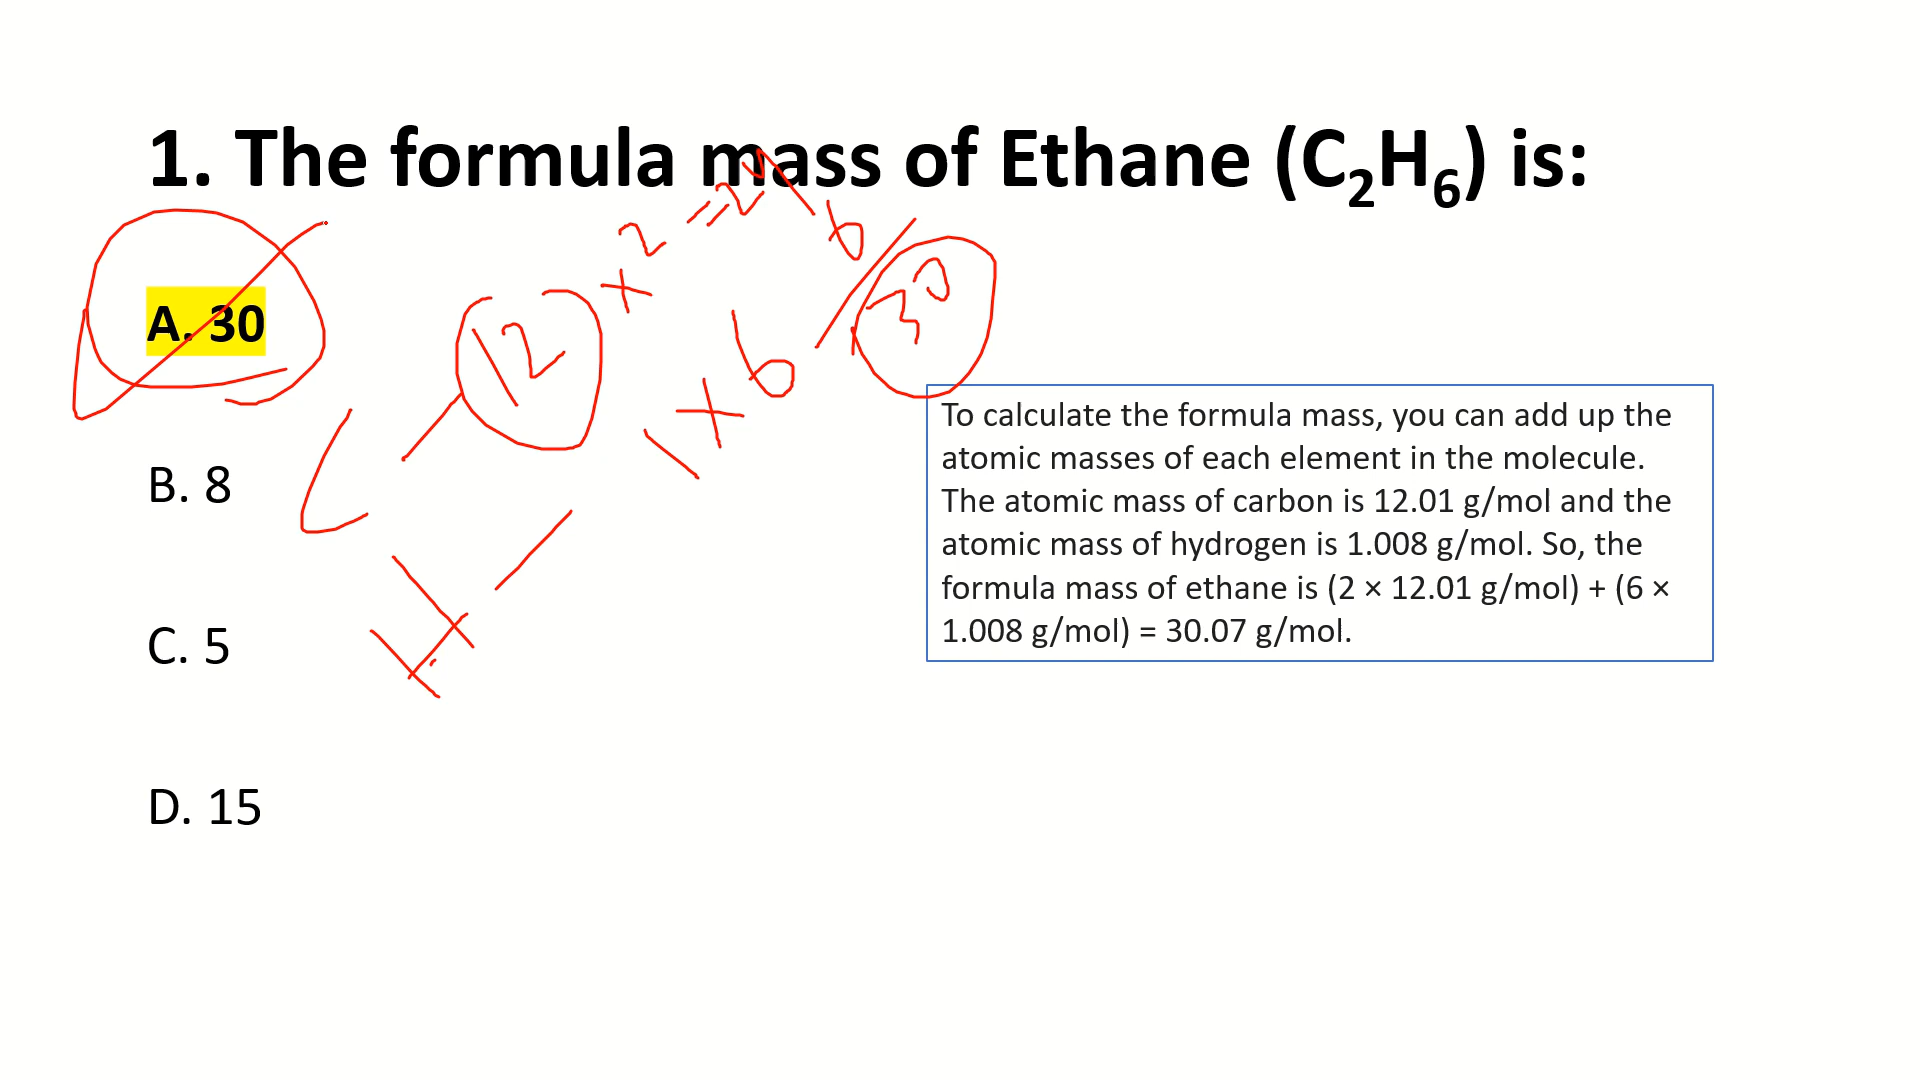 1. The formula mass of Ethane (C₂H₆) is:
A. 30
B. 8
C. 5
D. 15
C — 12 × 2 = 24
6
30
H — 1 × 6
To calculate the formula mass, you can add up the
atomic masses of each element in the molecule.
The atomic mass of carbon is 12.01 g/mol and the
atomic mass of hydrogen is 1.008 g/mol. So, the
formula mass of ethane is (2 × 12.01 g/mol) + (6 ×
1.008 g/mol) = 30.07 g/mol.